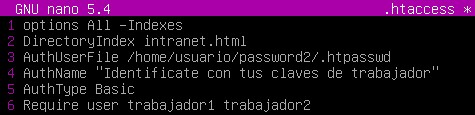 GNU nano 5.4 .htaccess *
1 options All -Indexes
2 DirectoryIndex intranet.html
3 AuthUserFile /home/usuario/password2/.htpasswd
4 AuthName "Identificate con tus claves de trabajador"
5 AuthType Basic
6 Require user trabajador1 trabajador2